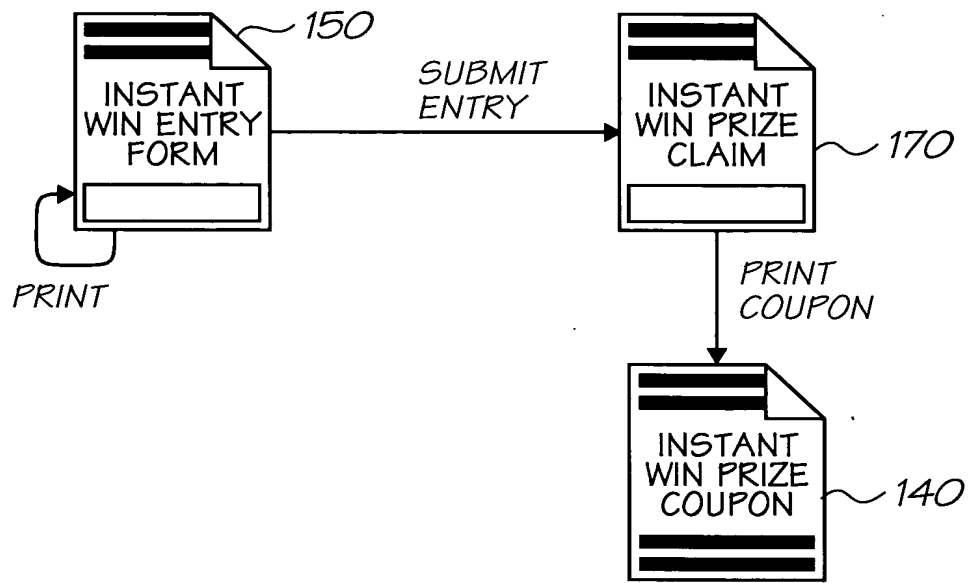 150
INSTANT
WIN ENTRY
FORM
PRINT
SUBMIT
ENTRY
INSTANT
WIN PRIZE
CLAIM
170
PRINT
COUPON
INSTANT
WIN PRIZE
COUPON
140